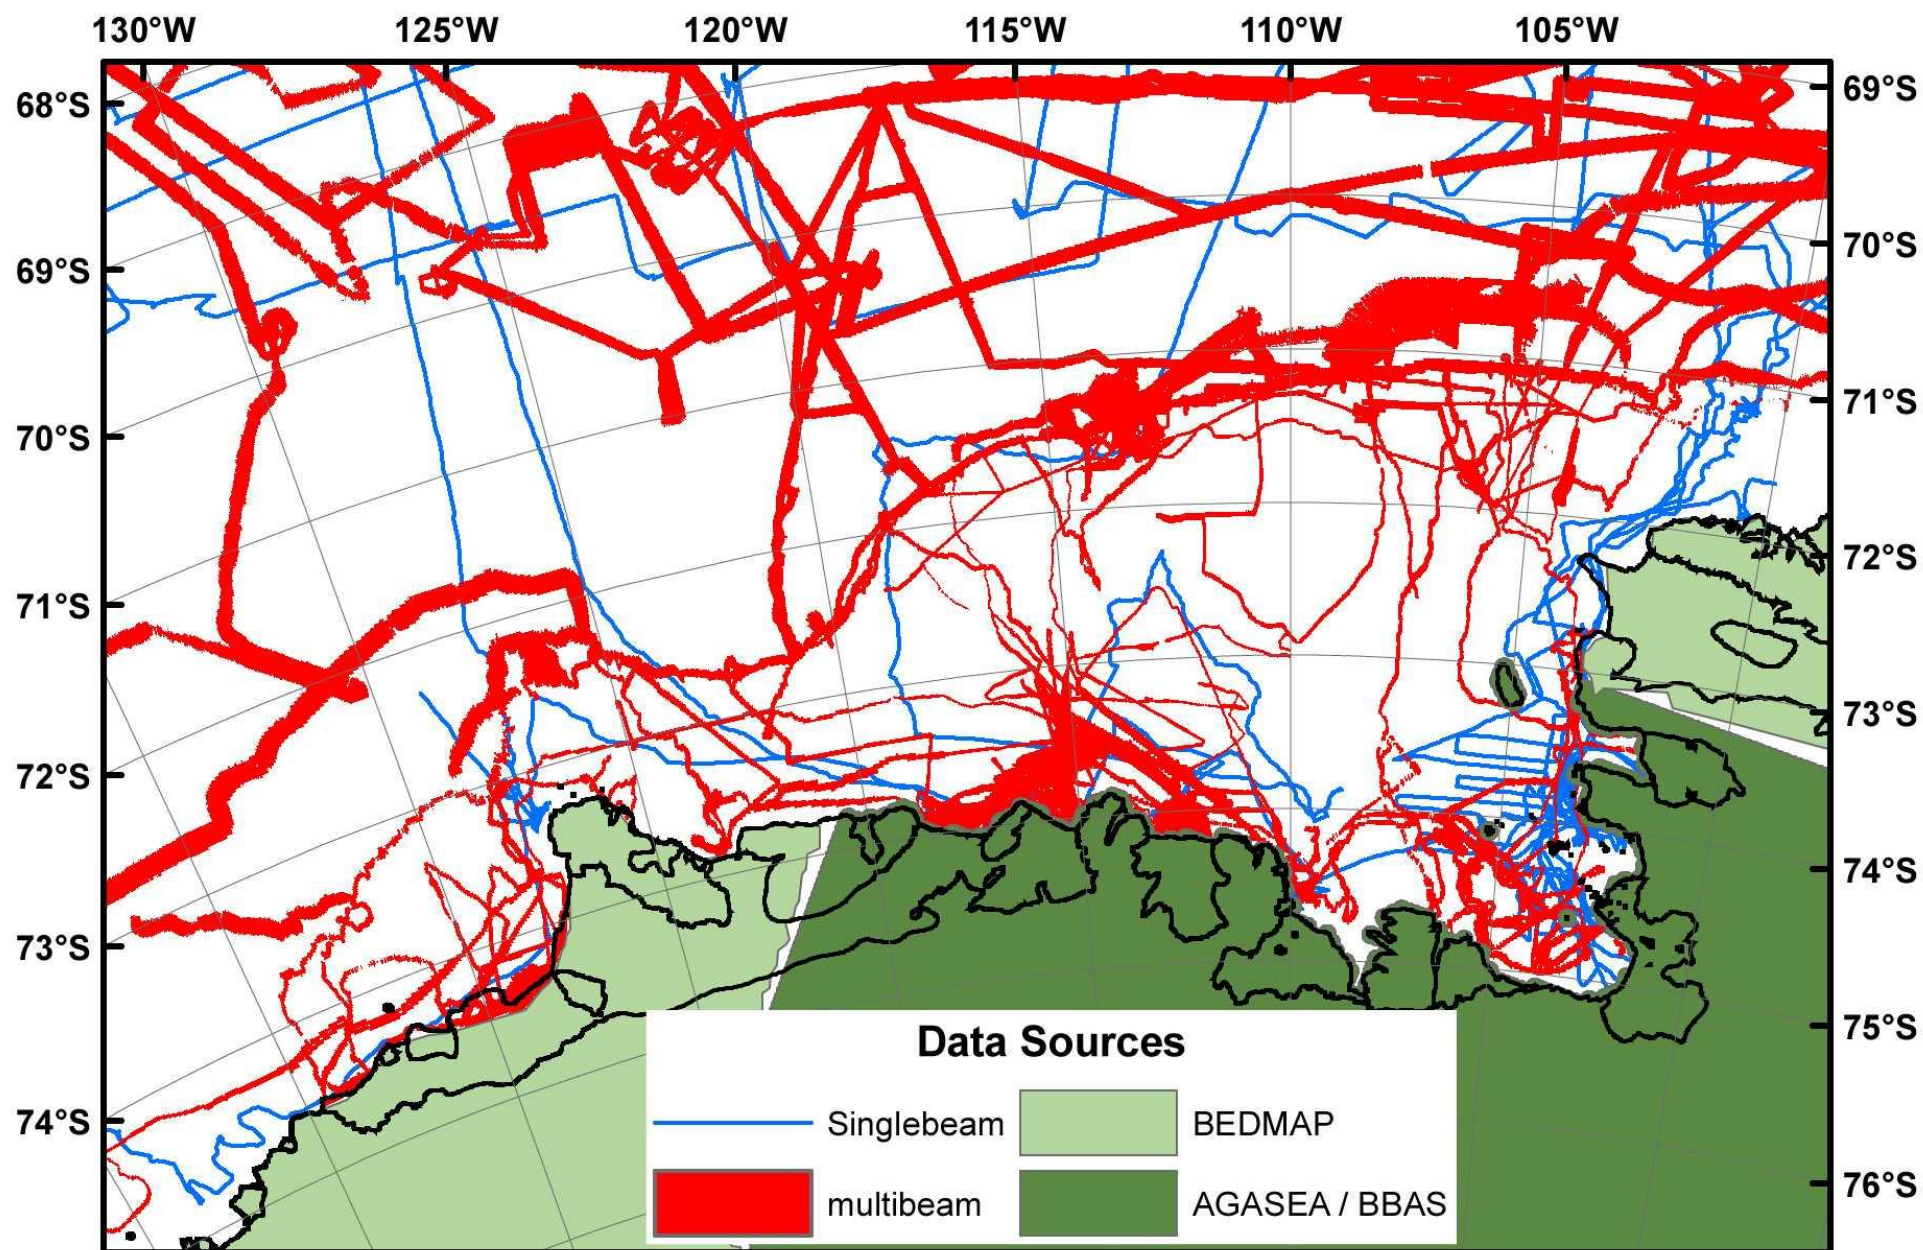 130°W 125°W 120°W 115°W 110°W 105°W
68°S
69°S
70°S
71°S
72°S
73°S
74°S
69°S
70°S
71°S
72°S
73°S
74°S
75°S
76°S
Data Sources
Singlebeam BEDMAP
multibeam AGASEA / BBAS